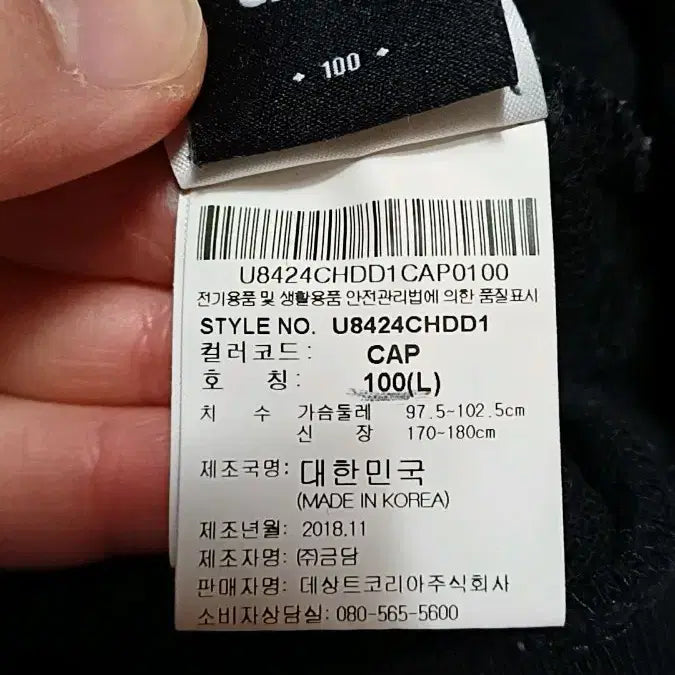 100
U8424CHDD1CAP0100
전기용품 및 생활용품 안전관리법에 의한 품질표시
STYLE NO. U8424CHDD1
컬러코드: CAP
호 칭: 100(L)
치 수 가슴둘레 97.5~102.5cm
신 장 170~180cm
제조국명: 대한민국
(MADE IN KOREA)
제조년월: 2018.11
제조자명: ㈜금담
판매자명: 데상트코리아주식회사
소비자상담실: 080-565-5600